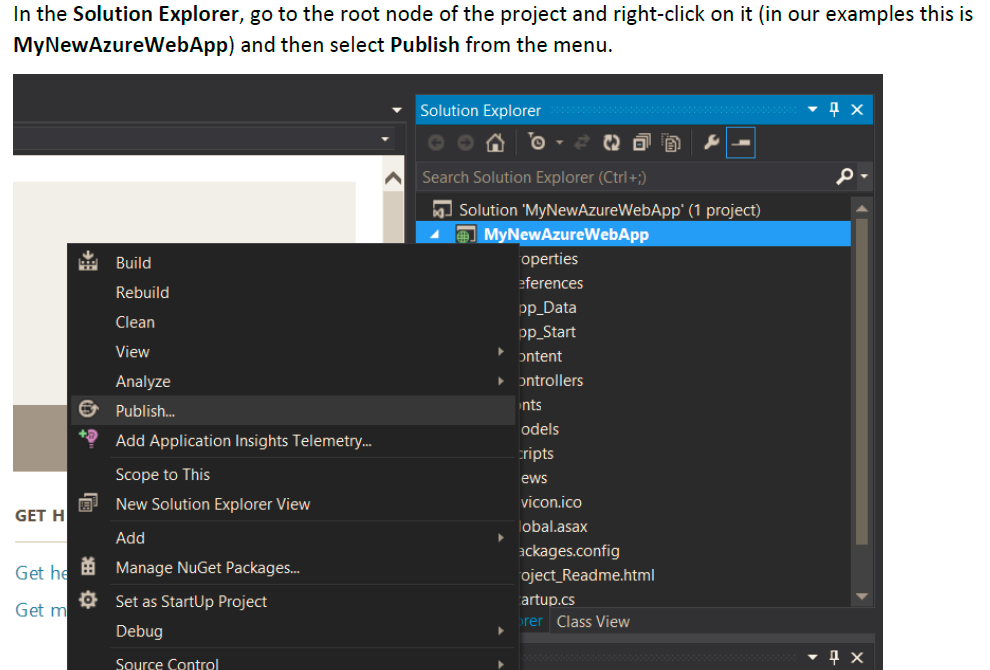 In the Solution Explorer, go to the root node of the project and right-click on it (in our examples this is
MyNewAzureWebApp) and then select Publish from the menu.
Solution Explorer
Search Solution Explorer (Ctrl+;)
Solution 'MyNewAzureWebApp' (1 project)
MyNewAzureWebApp
operties
eferences
pp_Data
pp_Start
ontent
ontrollers
nts
odels
cripts
ews
vicon.ico
lobal.asax
ackages.config
oject_Readme.html
artup.cs
orer Class View
Build
Rebuild
Clean
View
Analyze
Publish...
Add Application Insights Telemetry...
Scope to This
New Solution Explorer View
Add
Manage NuGet Packages...
Set as StartUp Project
Debug
Source Control
GET H
Get he
Get m